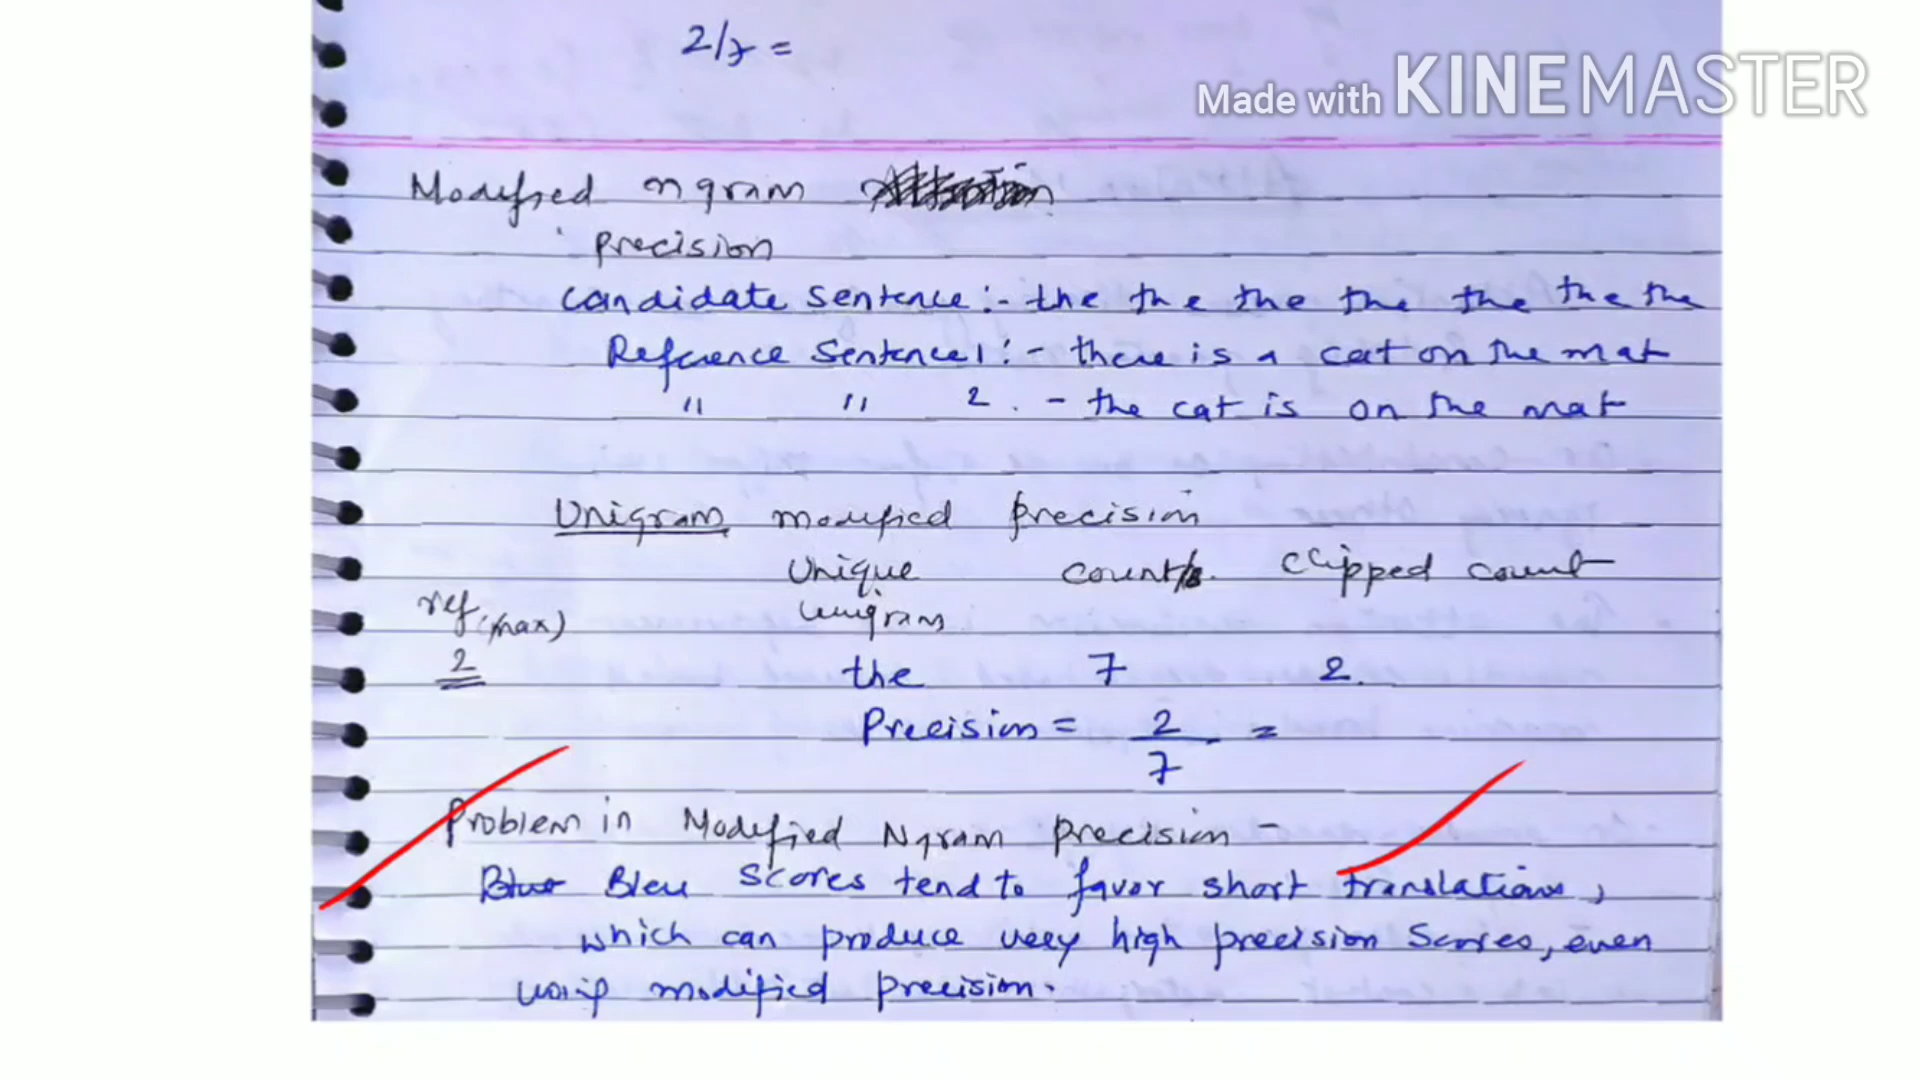 2/7 =
Made with KINEMASTER
Modified n gram
precision
candidate sentence:- the the the the the the the
Reference Sentence1:- there is a cat on the mat
" " 2. - the cat is on the mat
Unigram modified precision
Unique count clipped count
ref(max) unigram
2 the 7 2.
Precision = 2/7 =
Problem in Modified Ngram precision -
Bleu scores tend to favor short translations,
which can produce very high precision Scores, even
using modified precision.